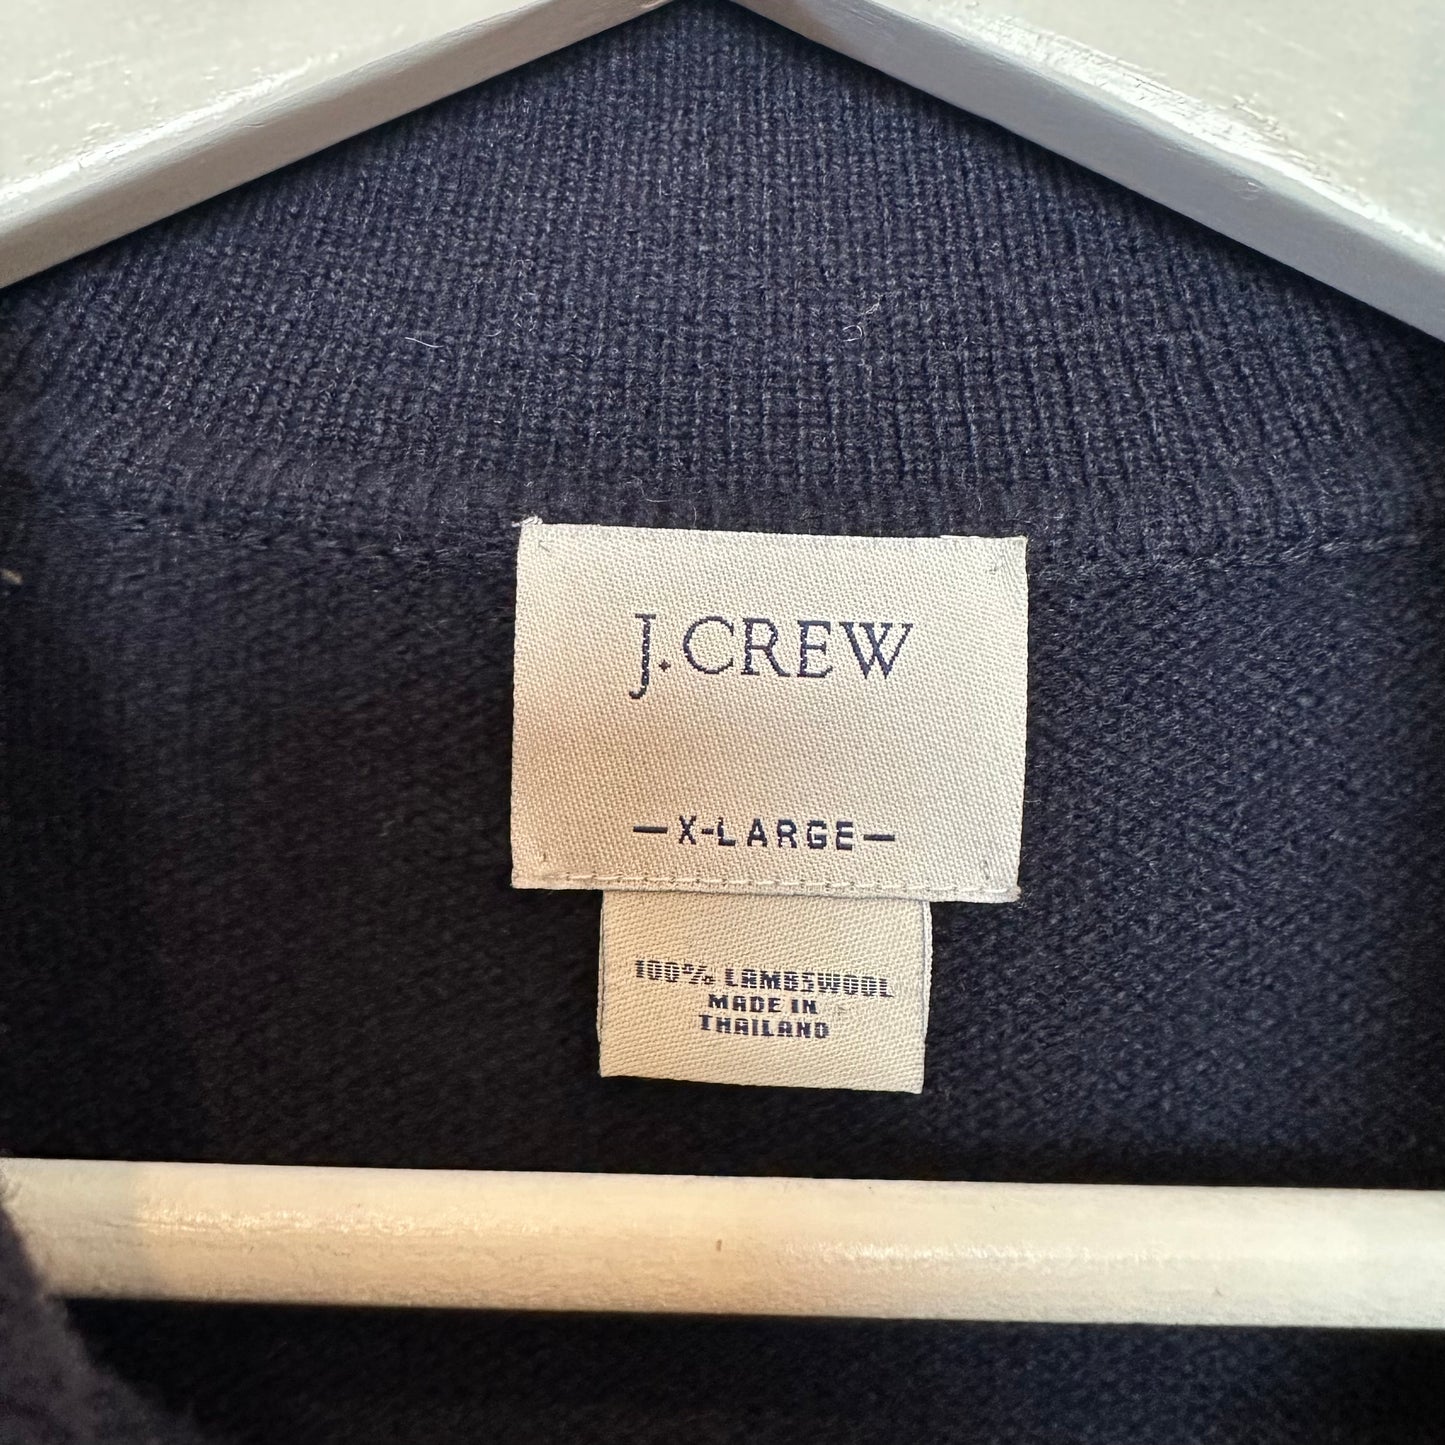 J.CREW
—X-LARGE—
100% LAMBSWOOL
MADE IN
THAILAND